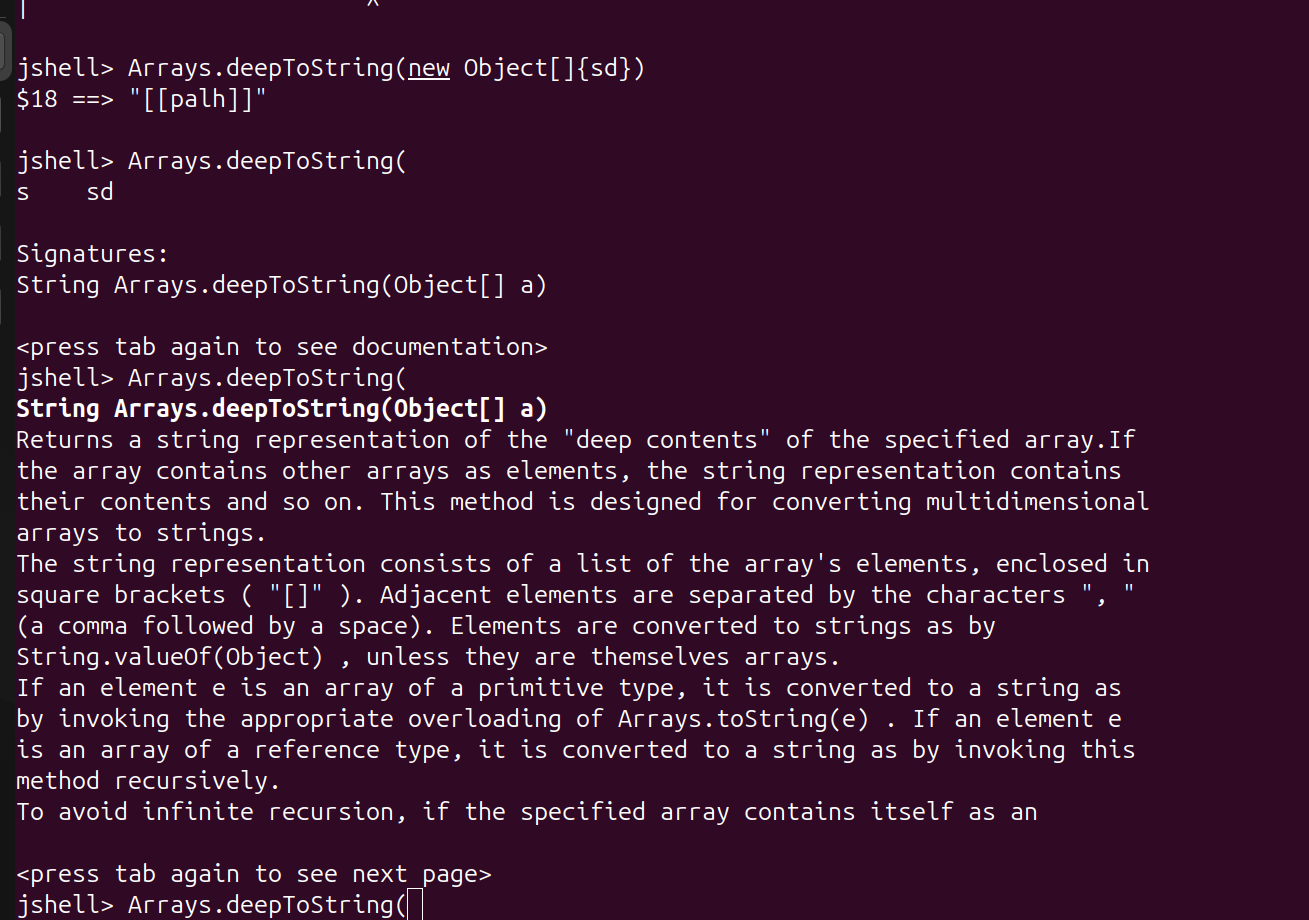 jshell> Arrays.deepToString(new Object[]{sd})
$18 ==> "[[palh]]"
jshell> Arrays.deepToString(
s    sd
Signatures:
String Arrays.deepToString(Object[] a)
<press tab again to see documentation>
jshell> Arrays.deepToString(
String Arrays.deepToString(Object[] a)
Returns a string representation of the "deep contents" of the specified array.If
the array contains other arrays as elements, the string representation contains
their contents and so on. This method is designed for converting multidimensional
arrays to strings.
The string representation consists of a list of the array's elements, enclosed in
square brackets ( "[]" ). Adjacent elements are separated by the characters ", "
(a comma followed by a space). Elements are converted to strings as by
String.valueOf(Object) , unless they are themselves arrays.
If an element e is an array of a primitive type, it is converted to a string as
by invoking the appropriate overloading of Arrays.toString(e) . If an element e
is an array of a reference type, it is converted to a string as by invoking this
method recursively.
To avoid infinite recursion, if the specified array contains itself as an
<press tab again to see next page>
jshell> Arrays.deepToString(